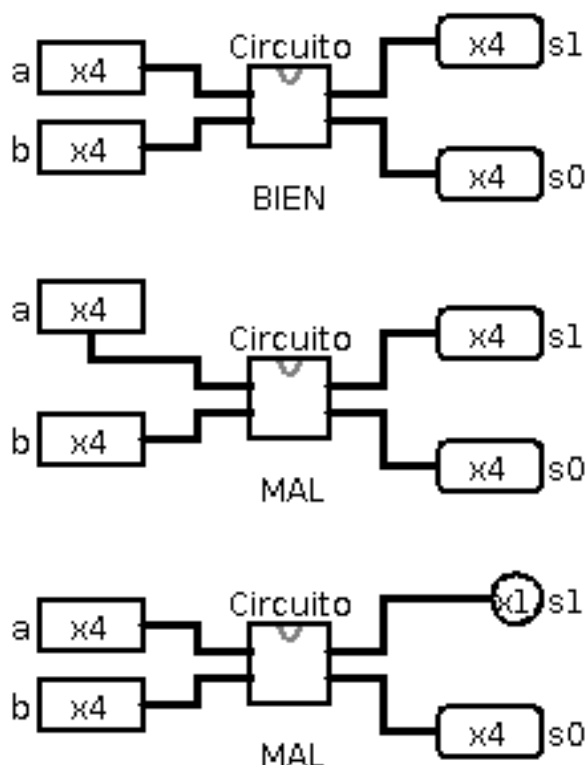 Circuito
a x4 x4 s1
b x4 x4 s0
BIEN
a x4
Circuito
x4 s1
b x4 x4 s0
MAL
Circuito
x1 s1
a x4
b x4 x4 s0
MAL